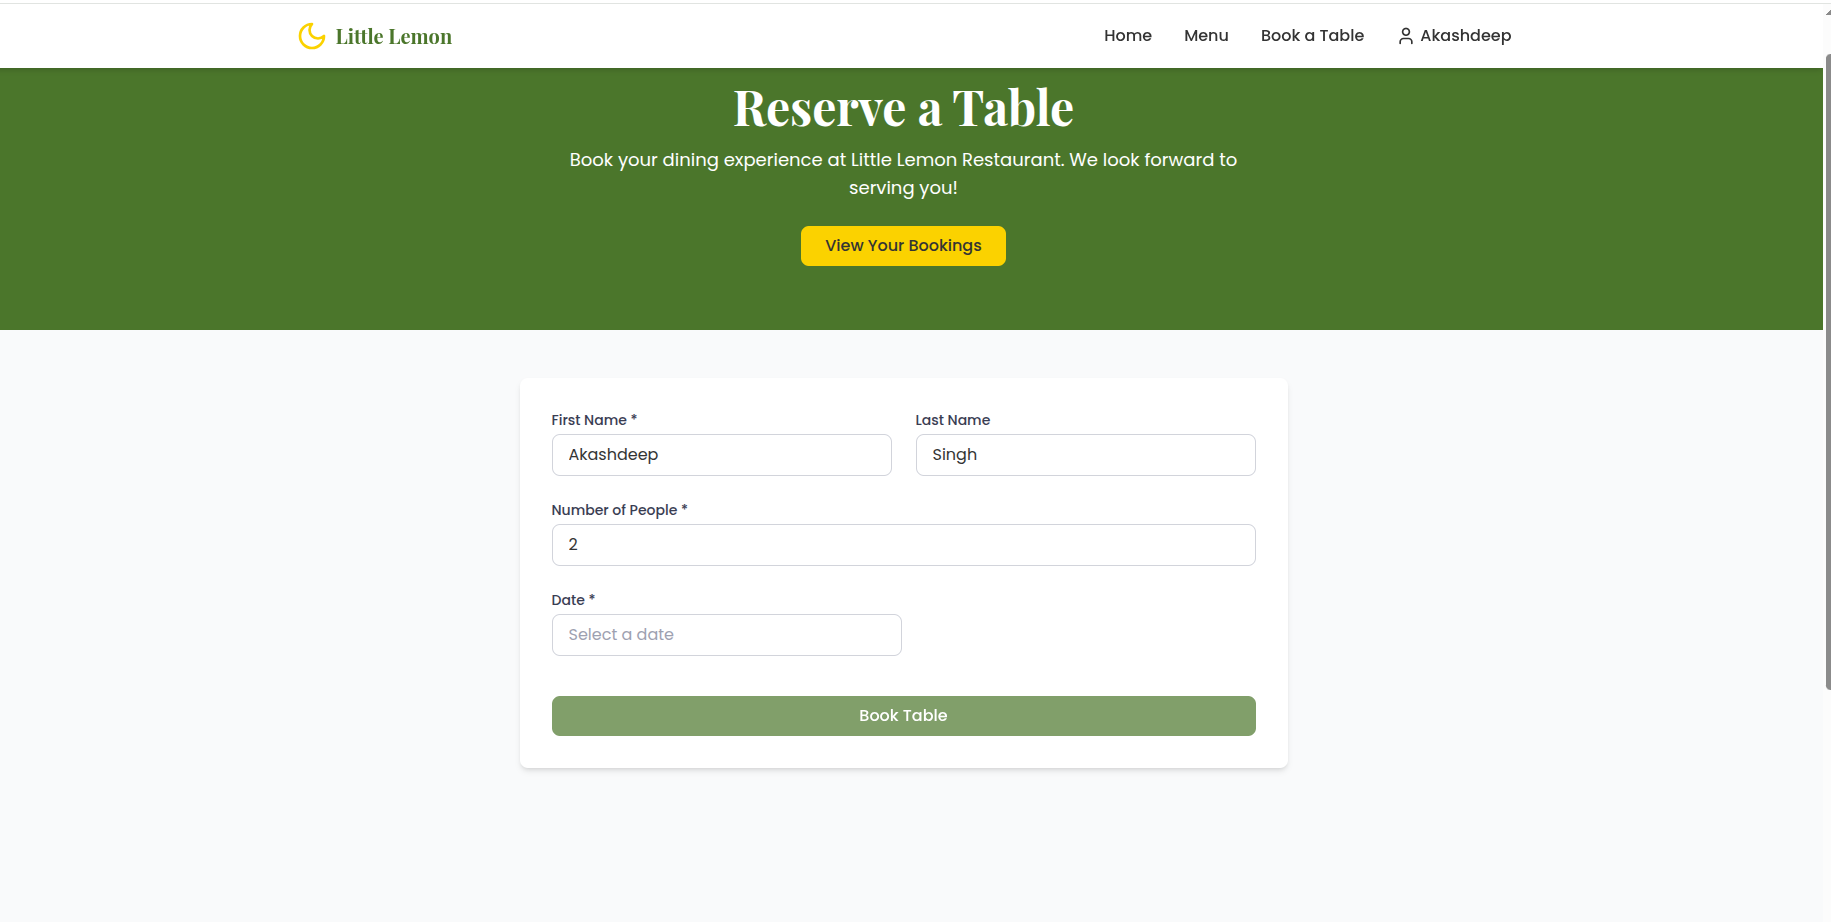 Little Lemon
Home
Menu
Book a Table
Akashdeep
Reserve a Table
Book your dining experience at Little Lemon Restaurant. We look forward to
serving you!
View Your Bookings
First Name *
Last Name
Akashdeep
Singh
Number of People *
2
Date *
Select a date
Book Table